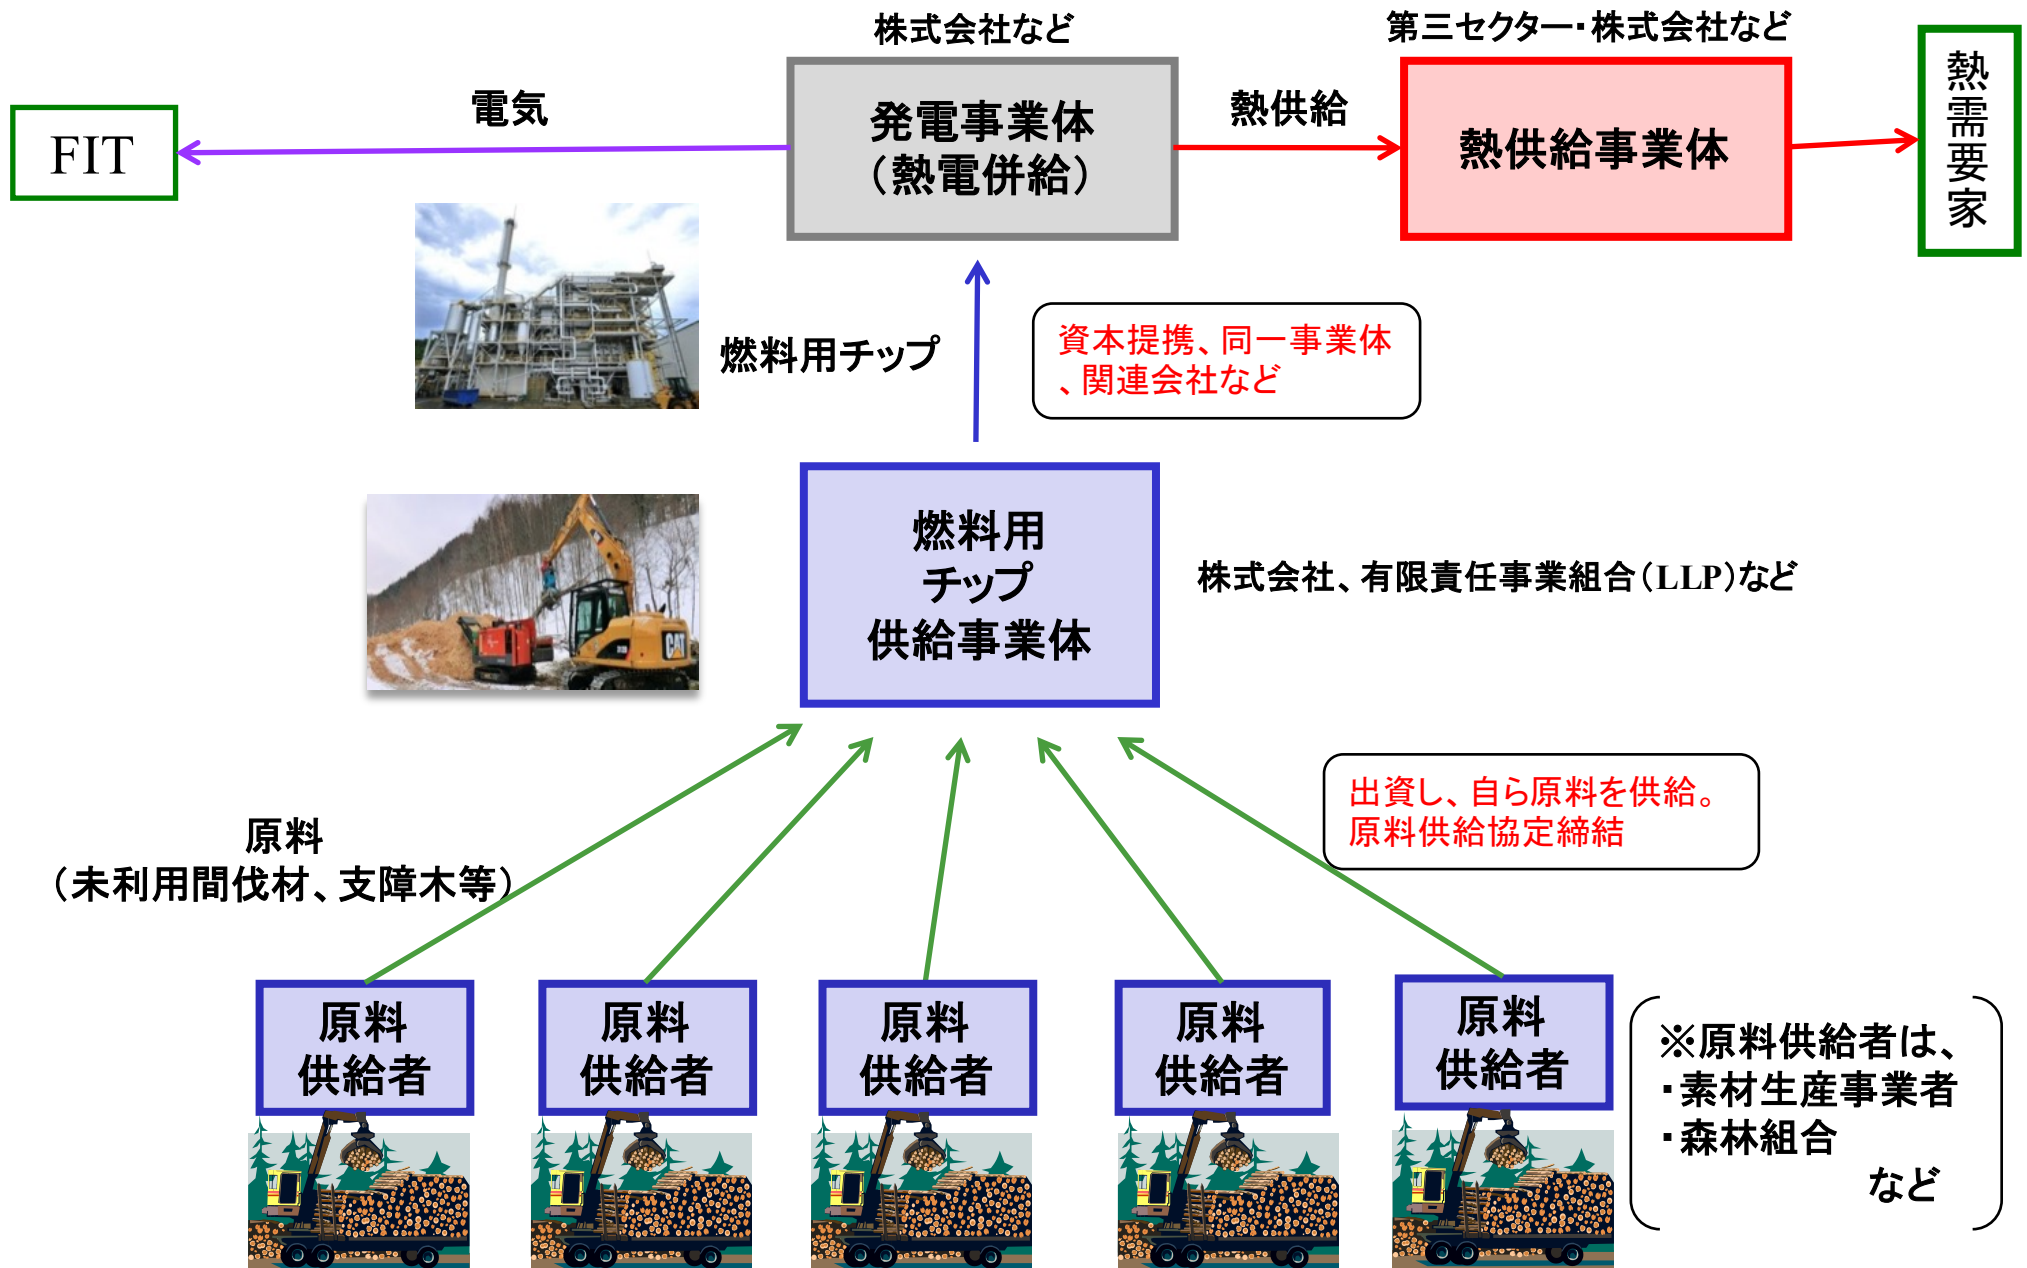 株式会社など
第三セクター・株式会社など
FIT
電気
発電事業体
（熱電併給）
熱供給
熱供給事業体
熱需要家
燃料用チップ
資本提携、同一事業体
、関連会社など
燃料用
チップ
供給事業体
株式会社、有限責任事業組合（LLP）など
CAT
出資し、自ら原料を供給。
原料供給協定締結
原料
（未利用間伐材、支障木等）
原料
供給者
原料
供給者
原料
供給者
原料
供給者
原料
供給者
※原料供給者は、
・素材生産事業者
・森林組合
など